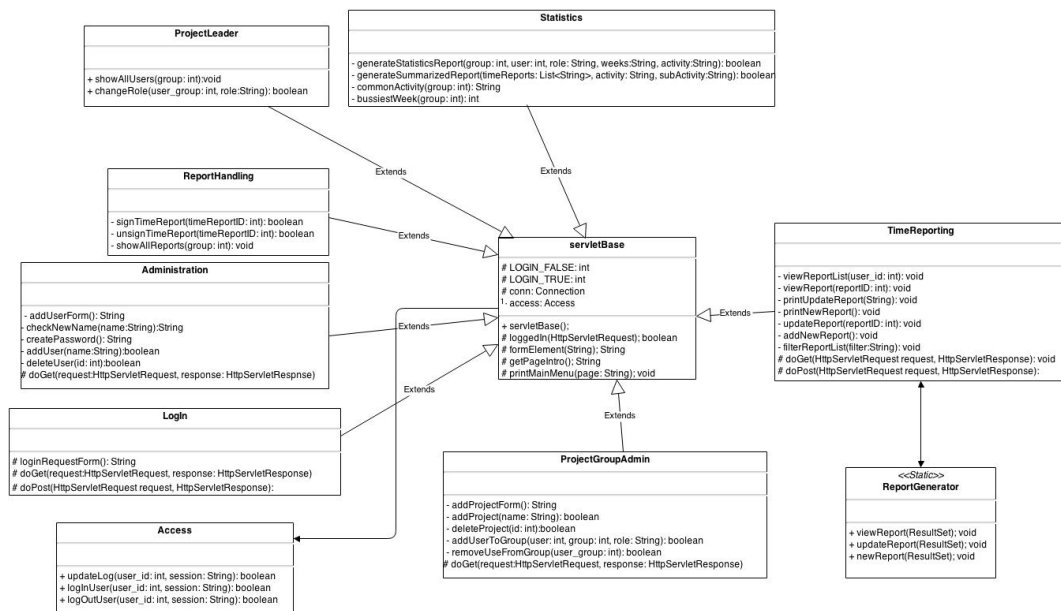 ProjectLeader
+ showAllUsers(group: int):void
+ changeRole(user_group: int, role:String): boolean
Statistics
- generateStatisticsReport(group: int, user: int, role: String, weeks:String, activity:String): boolean
- generateSummarizedReport(timeReports: List<String>, activity: String, subActivity:String): boolean
- commonActivity(group: int): String
- bussiestWeek(group: int): int
Extends
Extends
ReportHandling
- signTimeReport(timeReportID: int): boolean
- unsignTimeReport(timeReportID: int): boolean
- showAllReports(group: int): void
Extends
servletBase
# LOGIN_FALSE: int
# LOGIN_TRUE: int
# conn: Connection
1- access: Access
+ servletBase();
# loggedIn(HttpServletRequest); boolean
# formElement(String); String
# getPageIntro(); String
# printMainMenu(page: String); void
TimeReporting
- viewReportList(user_id: int): void
- viewReport(reportID: int): void
- printUpdateReport(String): void
- printNewReport(): void
- updateReport(reportID: int): void
- addNewReport(): void
- filterReportList(filter:String): void
# doGet(HttpServletRequest request, HttpServletResponse): void
# doPost(HttpServletRequest request, HttpServletResponse):
Extends
Administration
- addUserForm(): String
- checkNewName(name:String):String
- createPassword(): String
- addUser(name:String):boolean
- deleteUser(id: int):boolean
# doGet(request:HttpServletRequest, response: HttpServletRespnse)
Extends
Extends
Extends
LogIn
# loginRequestForm(): String
# doGet(request:HttpServletRequest, response: HttpServletResponse)
# doPost(HttpServletRequest request, HttpServletResponse):
ProjectGroupAdmin
- addProjectForm(): String
- addProject(name: String): boolean
- deleteProject(id: int):boolean
- addUserToGroup(user: int, group: int, role: String): boolean
- removeUseFromGroup(user_group: int): boolean
# doGet(request:HttpServletRequest, response: HttpServletResponse)
<<Static>>
ReportGenerator
+ viewReport(ResultSet); void
+ updateReport(ResultSet); void
+ newReport(ResultSet); void
Access
+ updateLog(user_id: int, session: String): boolean
+ logInUser(user_id: int, session: String): boolean
+ logOutUser(user_id: int, session: String): boolean